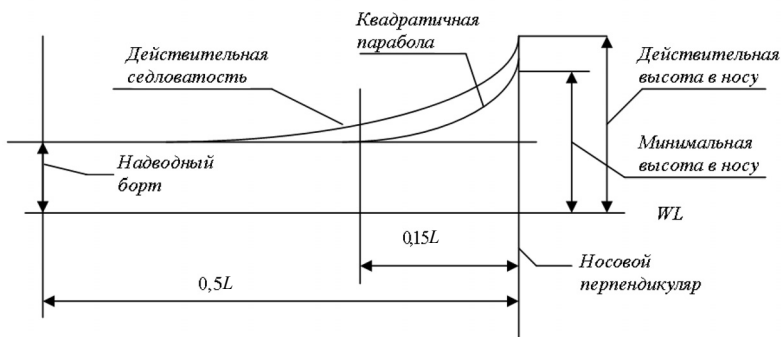 Квадратичная
парабола
Действительная
седловатость
Действительная
высота в носу
Надводный
борт
Минимальная
высота в носу
WL
0,15L
0,5L
Носовой
перпендикуляр